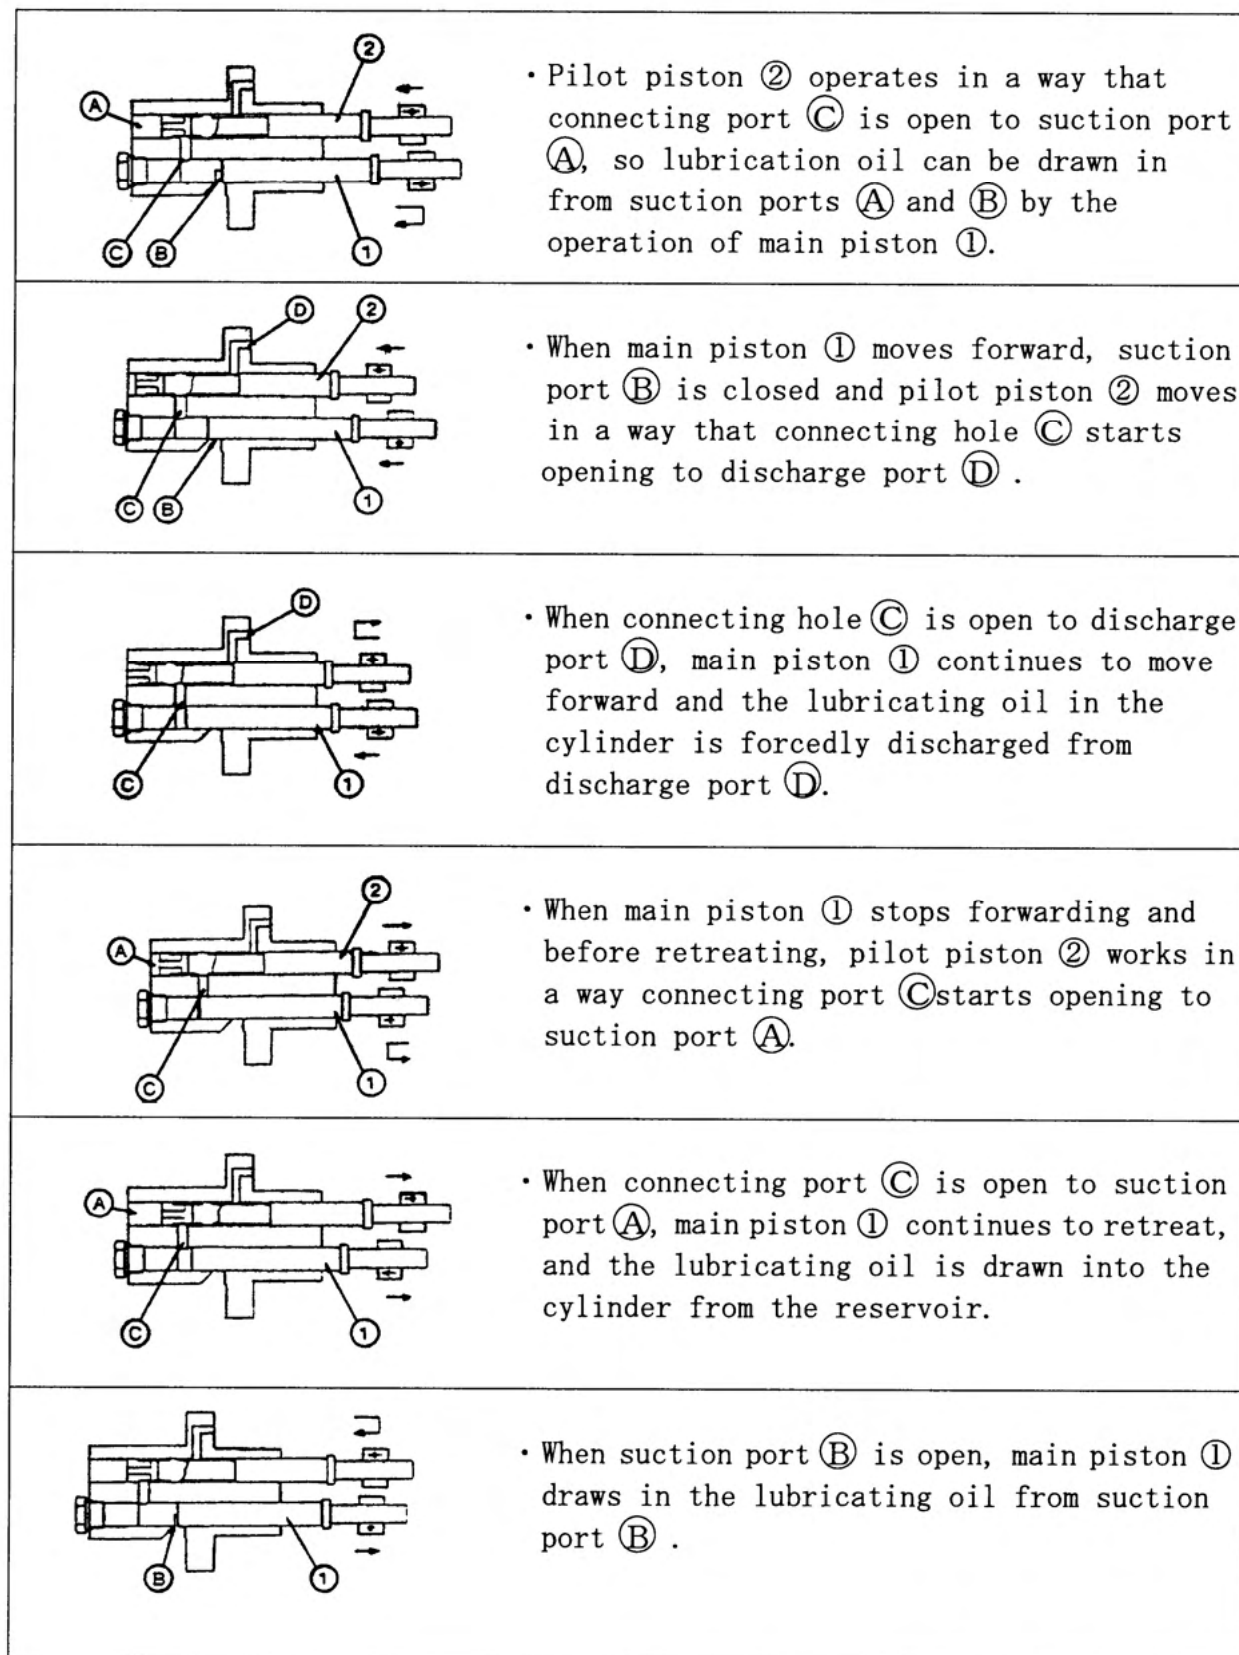 ② 
Ⓐ
Ⓒ Ⓑ ①
・Pilot piston ② operates in a way that
connecting port Ⓒ is open to suction port
Ⓐ, so lubrication oil can be drawn in
from suction ports Ⓐ and Ⓑ by the
operation of main piston ①.
Ⓓ ②
Ⓒ Ⓑ ①
・When main piston ① moves forward, suction
port Ⓑ is closed and pilot piston ② moves
in a way that connecting hole Ⓒ starts
opening to discharge port Ⓓ .
Ⓓ
Ⓒ ①
・When connecting hole Ⓒ is open to discharge
port Ⓓ, main piston ① continues to move
forward and the lubricating oil in the
cylinder is forcedly discharged from
discharge port Ⓓ.
②
Ⓐ
Ⓒ ①
・When main piston ① stops forwarding and
before retreating, pilot piston ② works in
a way connecting port Ⓒstarts opening to
suction port Ⓐ.
Ⓐ
Ⓒ ①
・When connecting port Ⓒ is open to suction
port Ⓐ, main piston ① continues to retreat,
and the lubricating oil is drawn into the
cylinder from the reservoir.
Ⓑ ①
・When suction port Ⓑ is open, main piston ①
draws in the lubricating oil from suction
port Ⓑ .